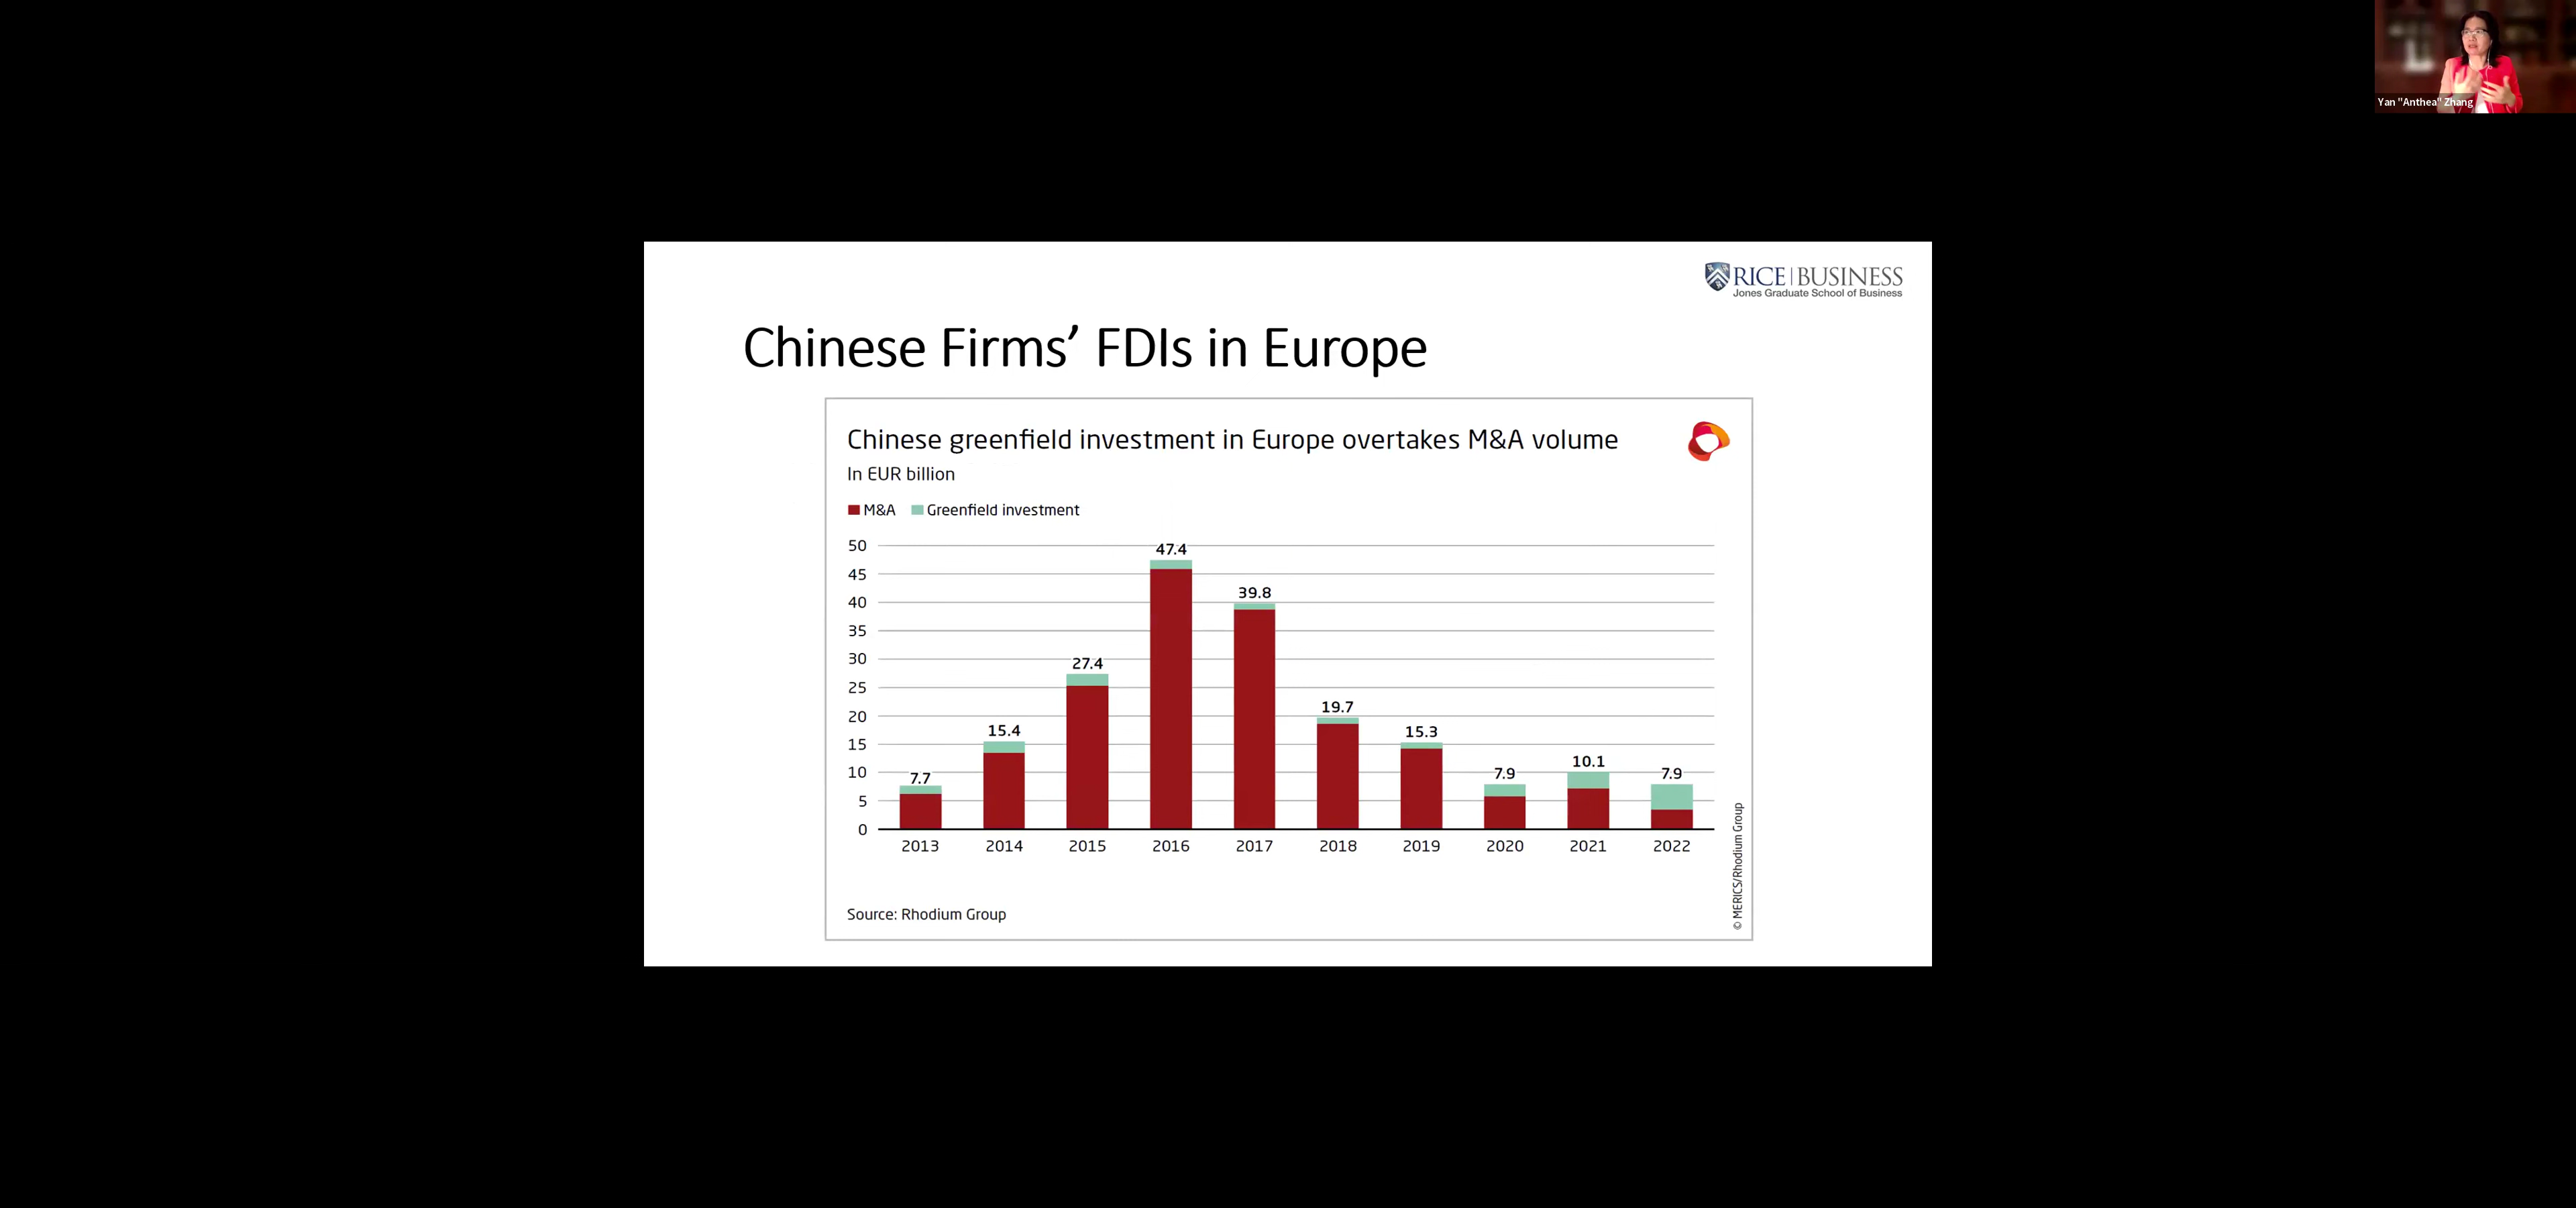 Yan "Anthea" Zhang
RICE | BUSINESS
Jones Graduate School of Business
Chinese Firms’ FDIs in Europe
Chinese greenfield investment in Europe overtakes M&A volume
In EUR billion
M&A Greenfield investment
50
45
40
35
30
25
20
15
10
5
0
7.7
15.4
27.4
47.4
39.8
19.7
15.3
7.9
10.1
7.9
2013 2014 2015 2016 2017 2018 2019 2020 2021 2022
Source: Rhodium Group
© MERICS/Rhodium Group